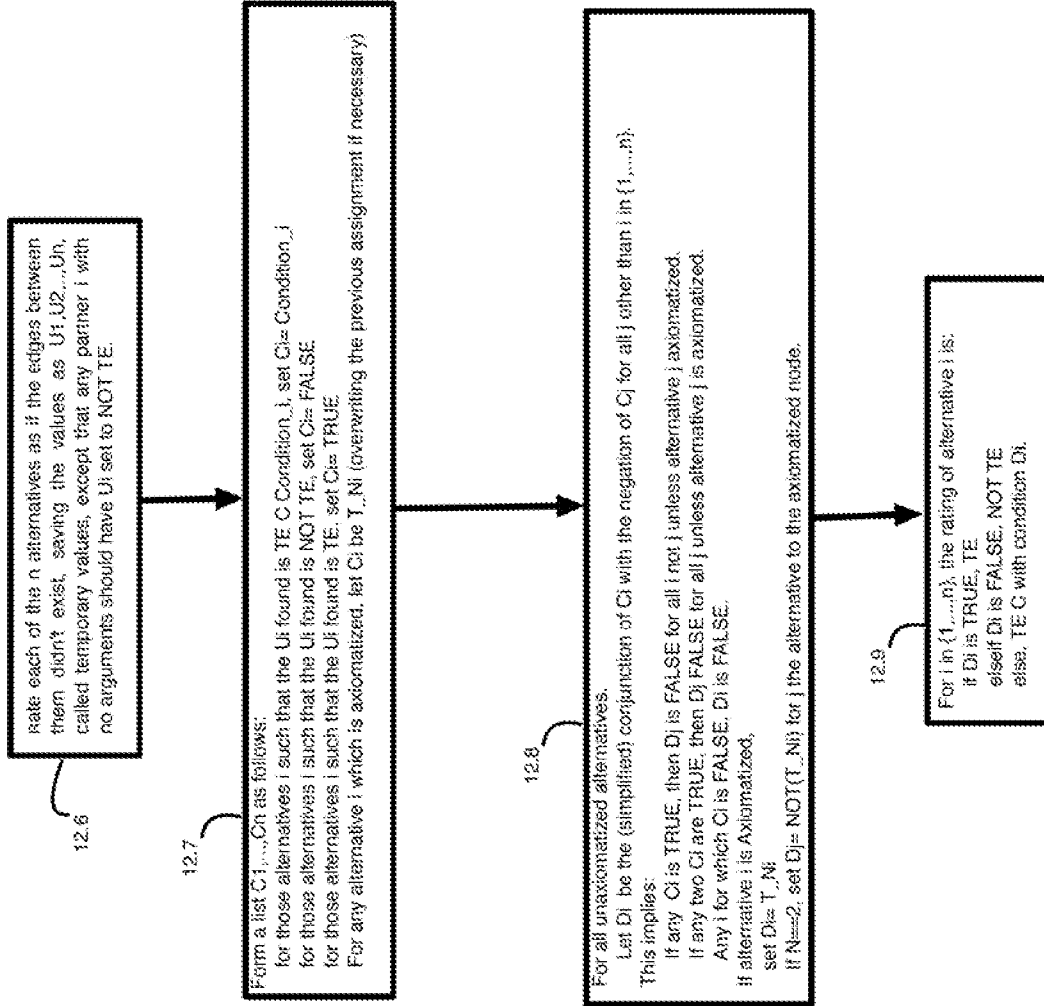 Rate each of the n alternatives as if the edges between
them didn't exist, saving the values as U1,U2,...,Un,
called temporary values, except that any partner i with
no arguments should have Ui set to NOT TE.
12.6
Form a list C1,...,Cn as follows:
for those alternatives i such that the Ui found is TE C Condition_i, set Ci= Condition_i
for those alternatives i such that the Ui found is NOT TE, set Ci= FALSE
for those alternatives i such that the Ui found is TE, set Ci= TRUE
For any alternative i which is axiomatized, let Ci be T_Ni (overwriting the previous assignment if necessary)
12.7
For all unaxiomatized alternatives,
Let Di be the (simplified) conjunction of Ci with the negation of Cj for all j other than i in {1,...,n}.
This implies:
If any Ci is TRUE, then Dj is FALSE for all i not j unless alternative j axiomatized.
If any two Ci are TRUE, then Dj FALSE for all j unless alternative j is axiomatized.
Any i for which Ci is FALSE, Di is FALSE.
If alternative i is Axiomatized,
set Di= T_Ni
If N==2, set Dj= NOT(T_Ni) for j the alternative to the axiomatized node.
12.8
For i in {1,...,n}, the rating of alternative i is:
if Di is TRUE, TE
elseif Di is FALSE, NOT TE
else, TE C with condition Di.
12.9